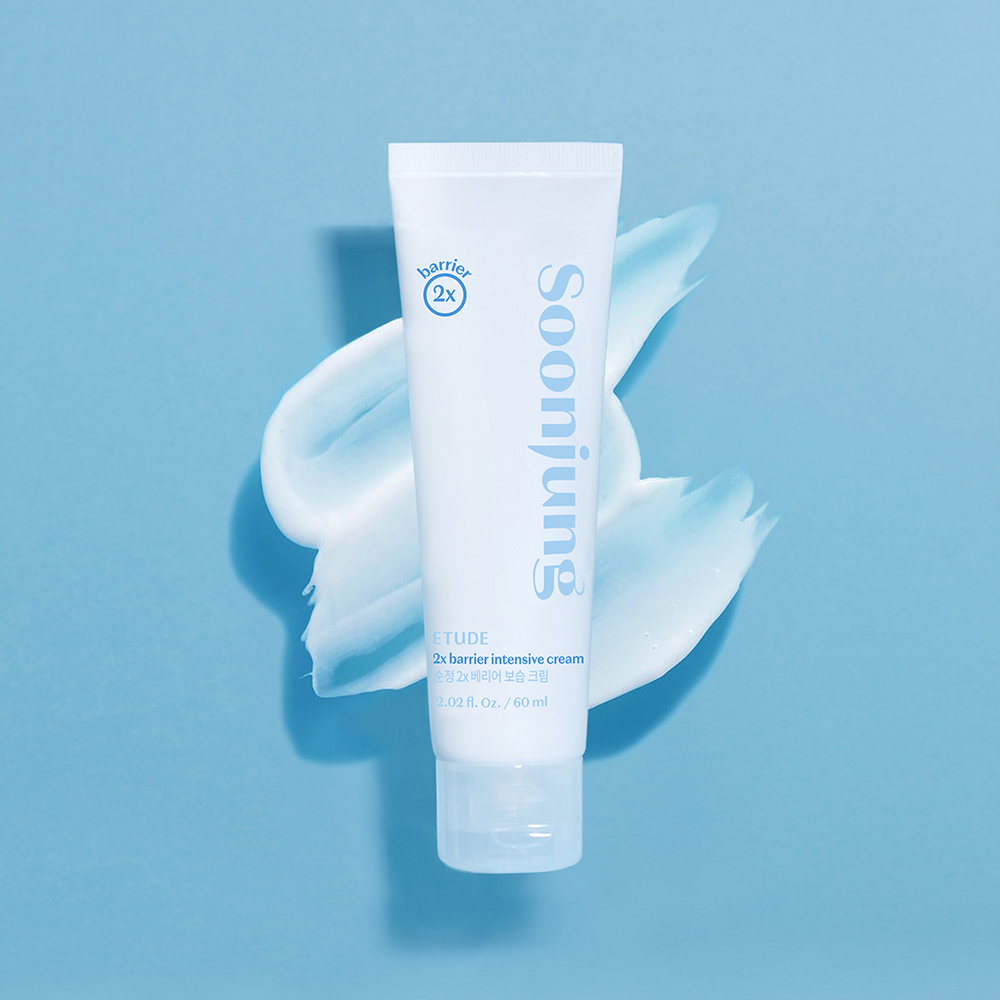 barrier
2x
soonjung
ETUDE
2x barrier intensive cream
순정 2x 베리어 보습 크림
2.02 fl. Oz. / 60 ml